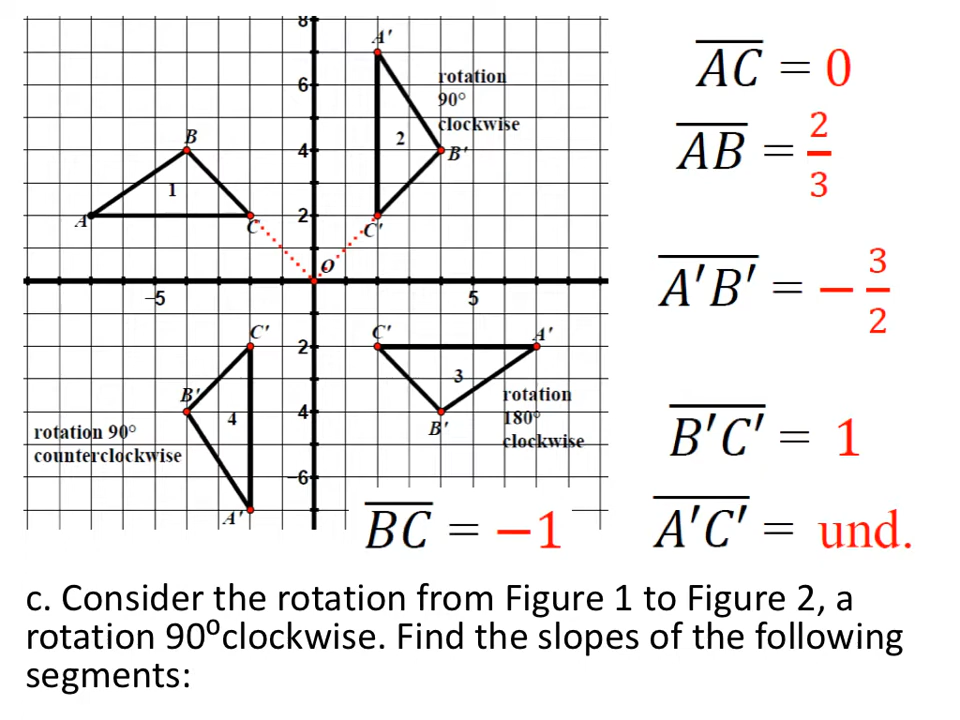 8
A'
rotation
90°
clockwise
6
2
B
4
B'
1
A
C
2
C'
O
–5
5
C'
2
C'
A'
3
B'
4
4
rotation
180°
clockwise
B'
rotation 90°
counterclockwise
–6
A'
AC = 0
AB = 2/3
A'B' = – 3/2
B'C' = 1
BC = –1
A'C' = und.
c. Consider the rotation from Figure 1 to Figure 2, a
rotation 90⁰clockwise. Find the slopes of the following
segments: